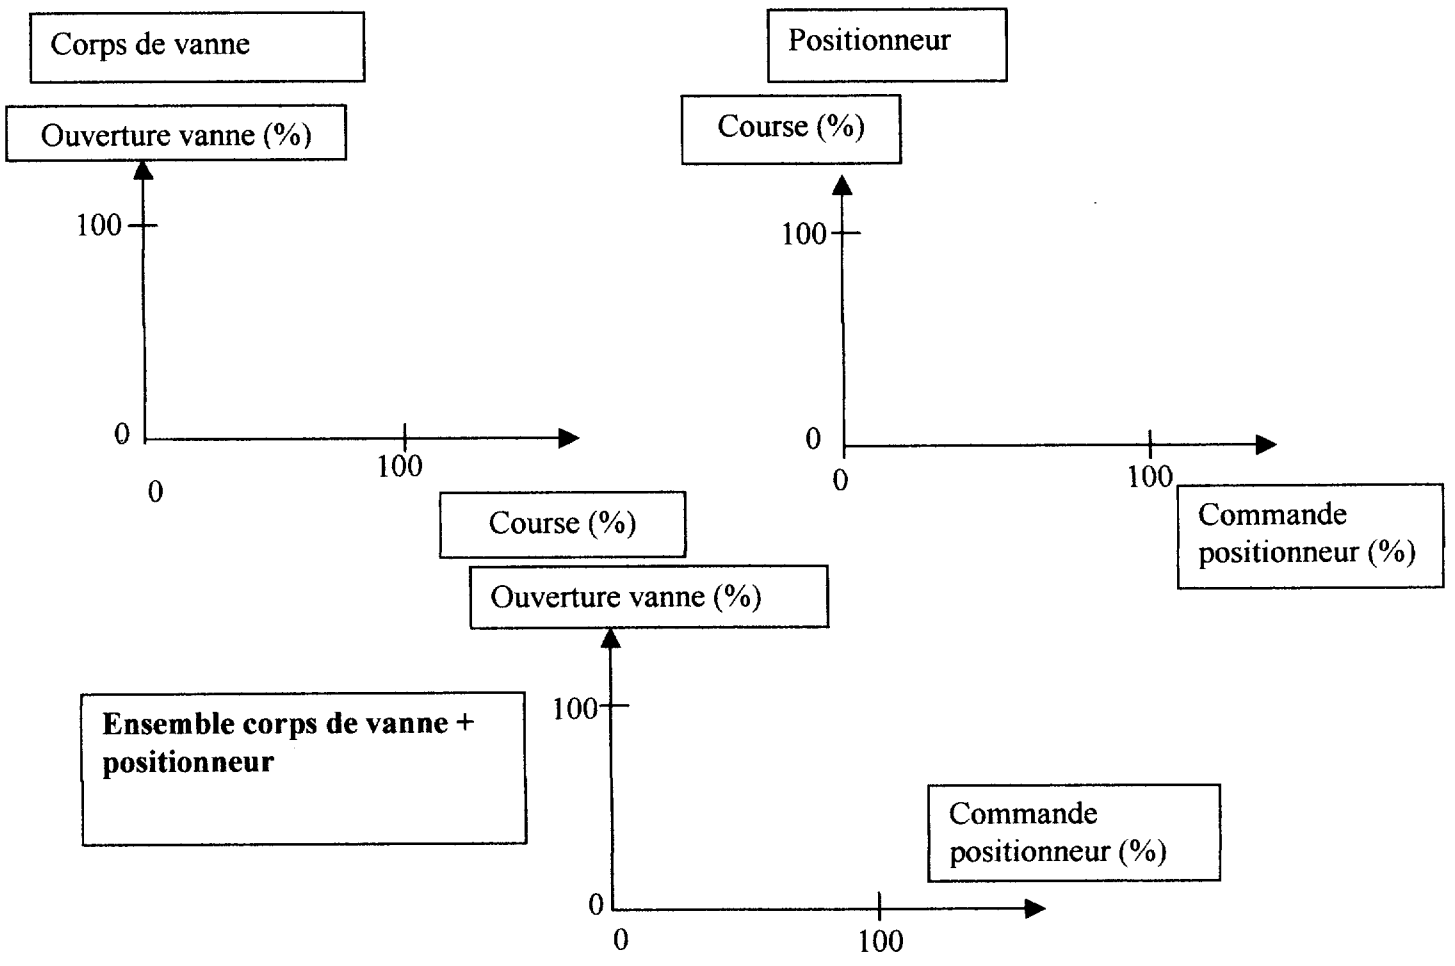 Corps de vanne
Ouverture vanne (%)
100
0
100
0
Course (%)
Positionneur
Course (%)
100
0
0
100
Commande
positionneur (%)
Ouverture vanne (%)
Ensemble corps de vanne +
positionneur
100
Commande
positionneur (%)
0
0
100